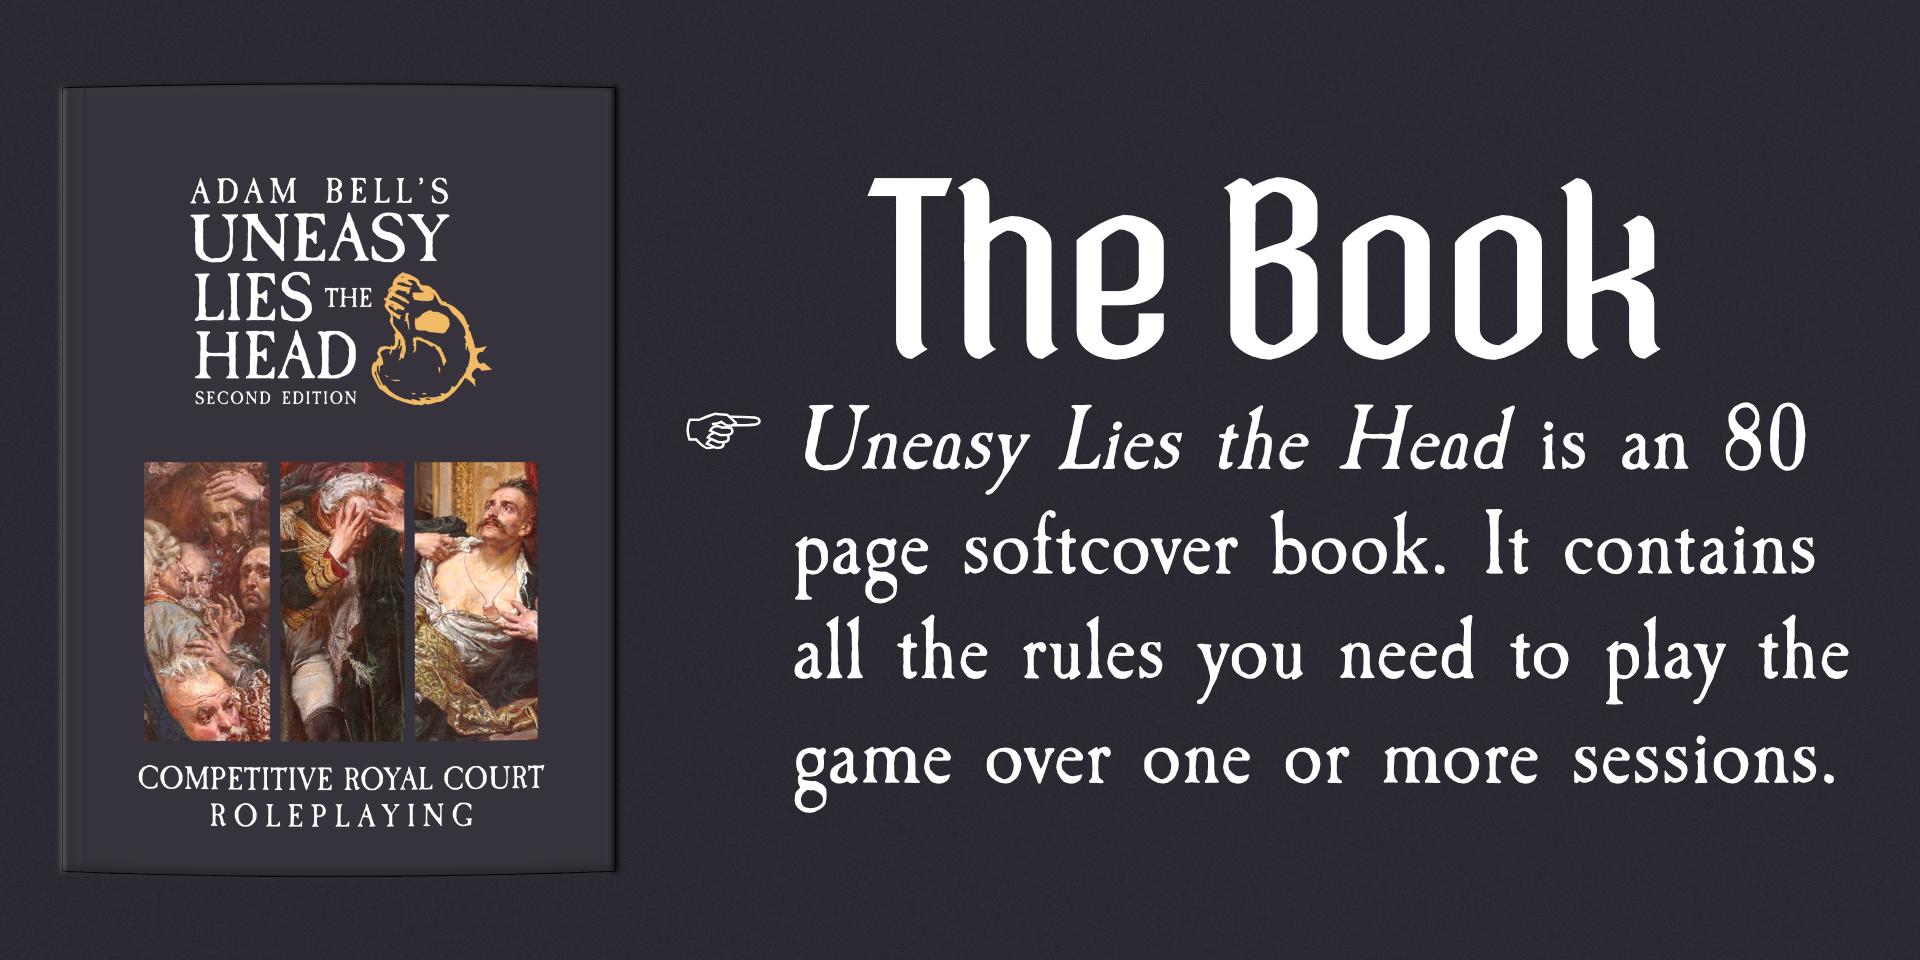 ADAM BELL'S
UNEASY
LIES THE
HEAD
SECOND EDITION
COMPETITIVE ROYAL COURT
ROLEPLAYING
The Book
☞ Uneasy Lies the Head is an 80
page softcover book. It contains
all the rules you need to play the
game over one or more sessions.